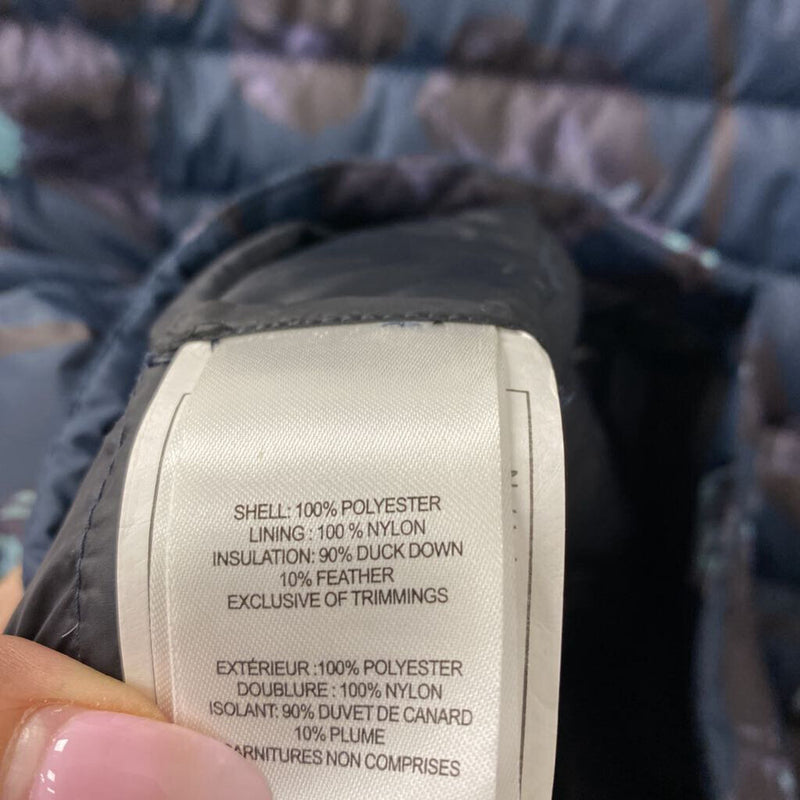 SHELL: 100% POLYESTER
LINING : 100 % NYLON
INSULATION: 90% DUCK DOWN
10% FEATHER
EXCLUSIVE OF TRIMMINGS
EXTÉRIEUR :100% POLYESTER
DOUBLURE : 100% NYLON
ISOLANT: 90% DUVET DE CANARD
10% PLUME
NON COMPRISES